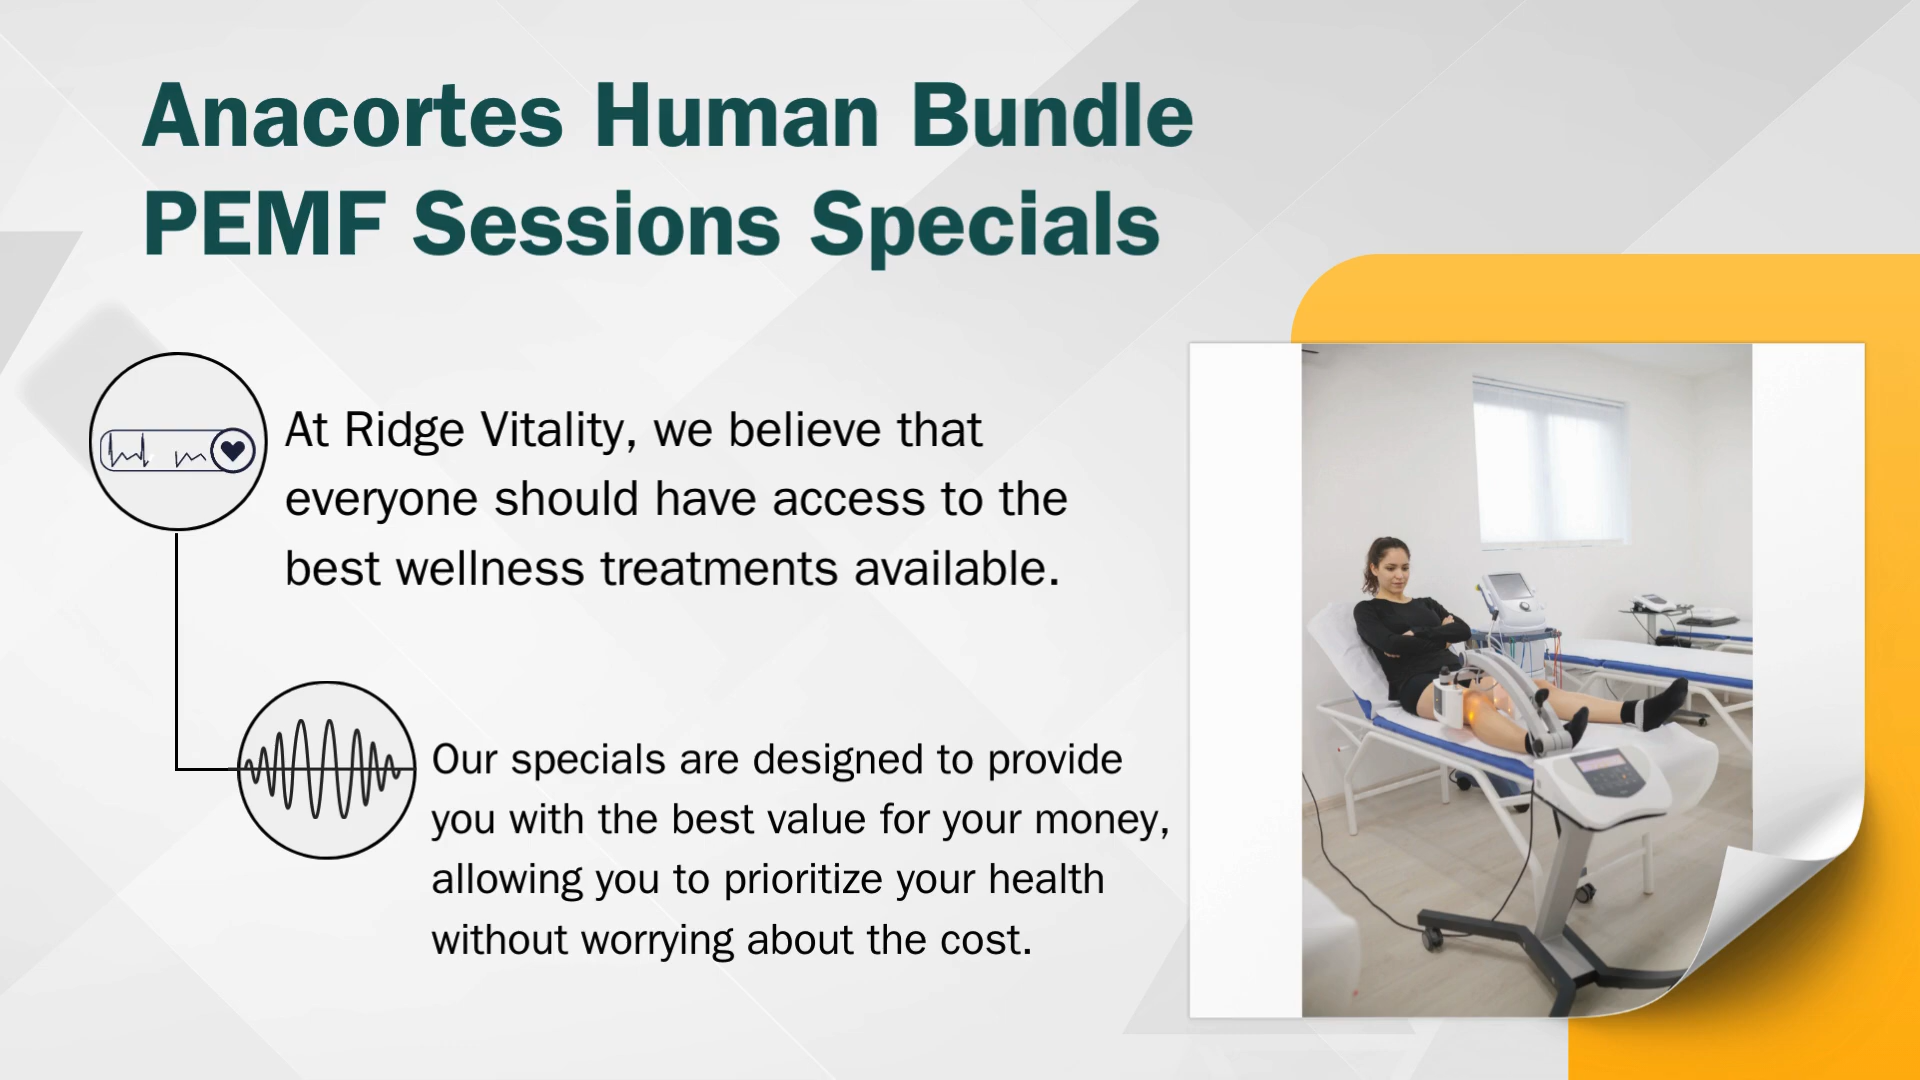 Anacortes Human Bundle
PEMF Sessions Specials
At Ridge Vitality, we believe that
everyone should have access to the
best wellness treatments available.
Our specials are designed to provide
you with the best value for your money,
allowing you to prioritize your health
without worrying about the cost.